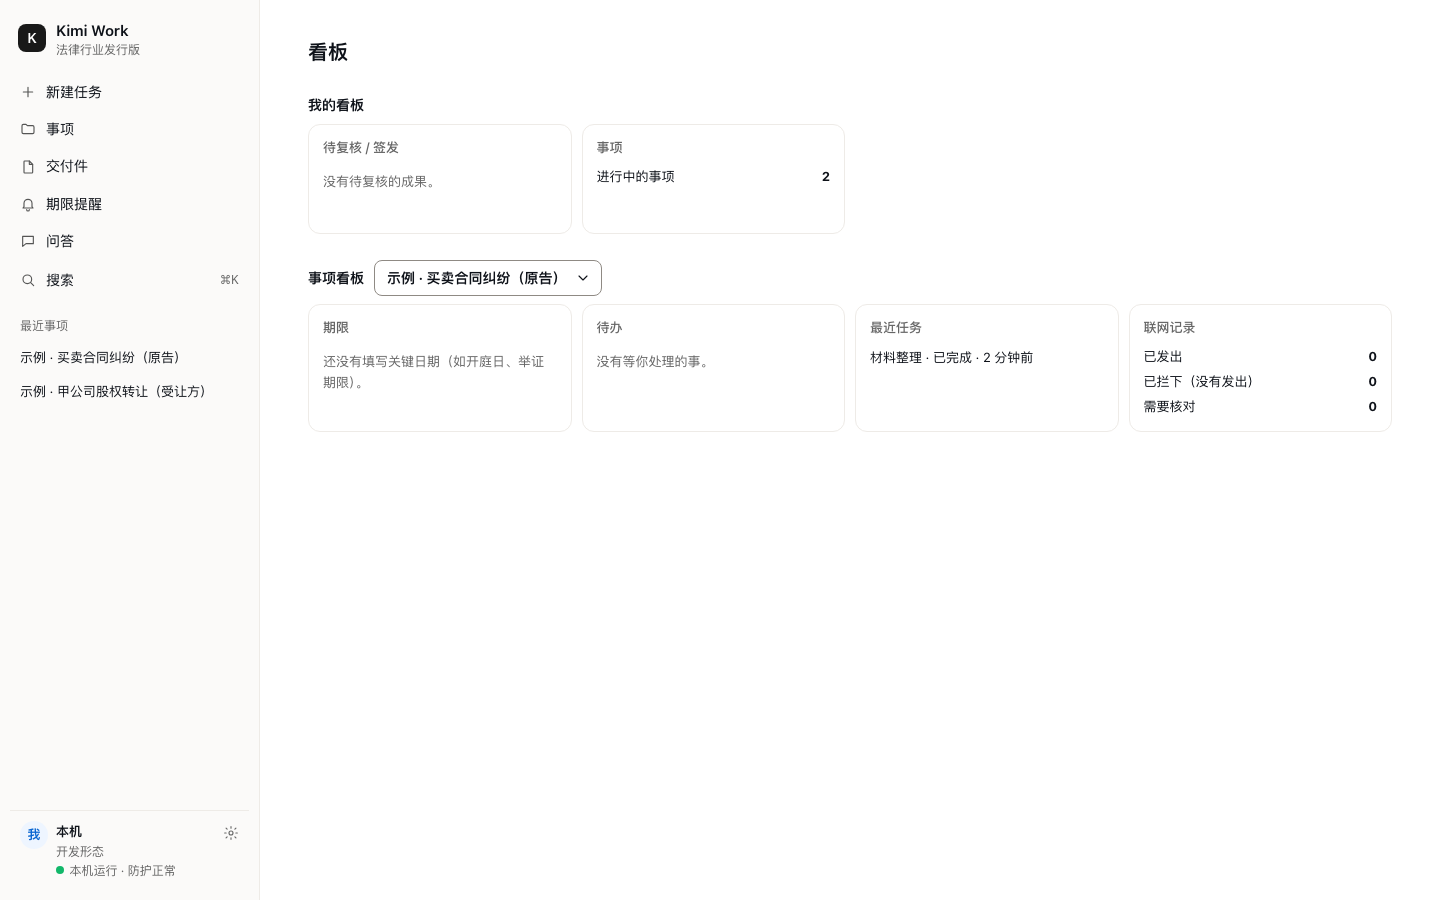 K
Kimi Work
法律行业发行版
新建任务
事项
交付件
期限提醒
问答
搜索 ⌘K
最近事项
示例 · 买卖合同纠纷（原告）
示例 · 甲公司股权转让（受让方）
我
本机
开发形态
本机运行 · 防护正常
看板
我的看板
待复核 / 签发
没有待复核的成果。
事项
进行中的事项 2
事项看板
示例 · 买卖合同纠纷（原告）
期限
还没有填写关键日期（如开庭日、举证
期限）。
待办
没有等你处理的事。
最近任务
材料整理 · 已完成 · 2 分钟前
联网记录
已发出 0
已拦下（没有发出） 0
需要核对 0